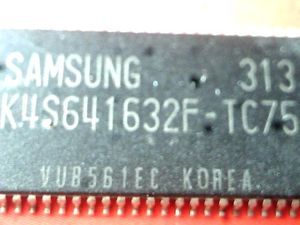 SAMSUNG 313
K4S641632F-TC75
VUB561EC KOREA